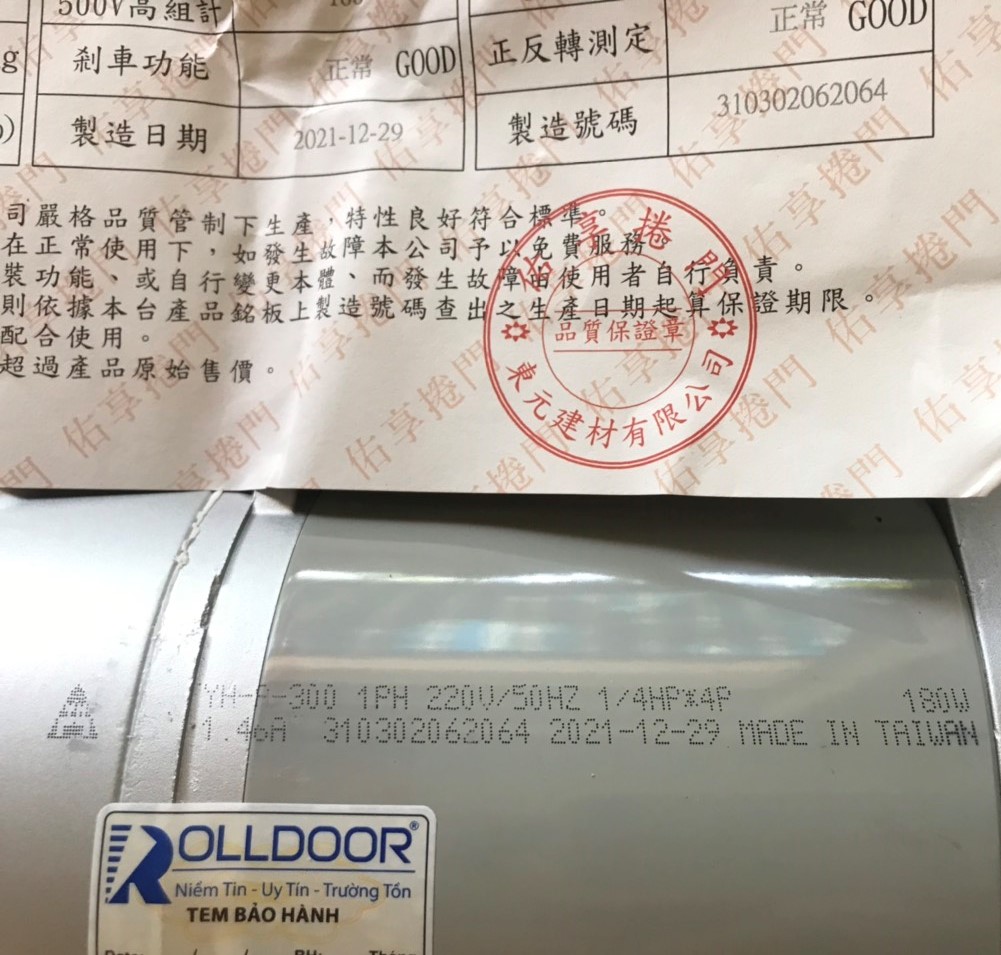 500V高組計
正常 GOOD
g 剎車功能 正常 GOOD 正反轉測定
製造日期 2021-12-29 製造號碼 310302062064
司嚴格品質管制下生產，特性良好符合標準。
在正常使用下，如發生故障本公司予以免費服務。
裝功能、或自行變更本體、而發生故障由使用者自行負責。
則依據本台產品銘板上製造號碼查出之生產日期起算保證期限。
配合使用。
超過產品原始售價。
佑享捲門
品質保證章
東元建材有限公司
1PH 220V/50HZ 1/4HP*4P 180W
1.46A 310302062064 2021-12-29 MADE IN TAIWAN
ROLLDOOR®
Niềm Tin - Uy Tín - Trường Tồn
TEM BẢO HÀNH